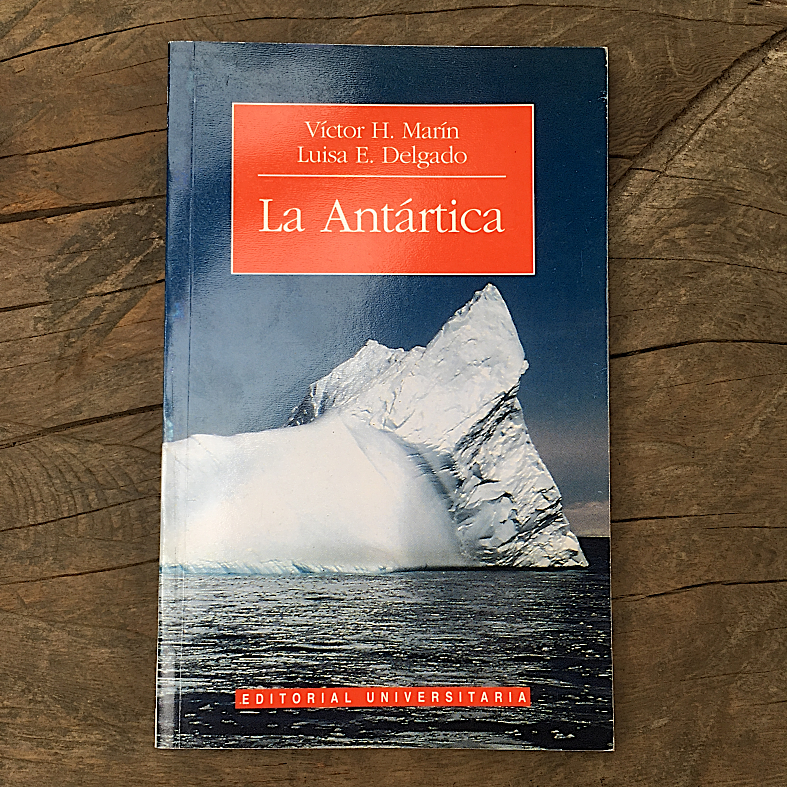 Víctor H. Marín
Luisa E. Delgado
La Antártica
EDITORIAL UNIVERSITARIA